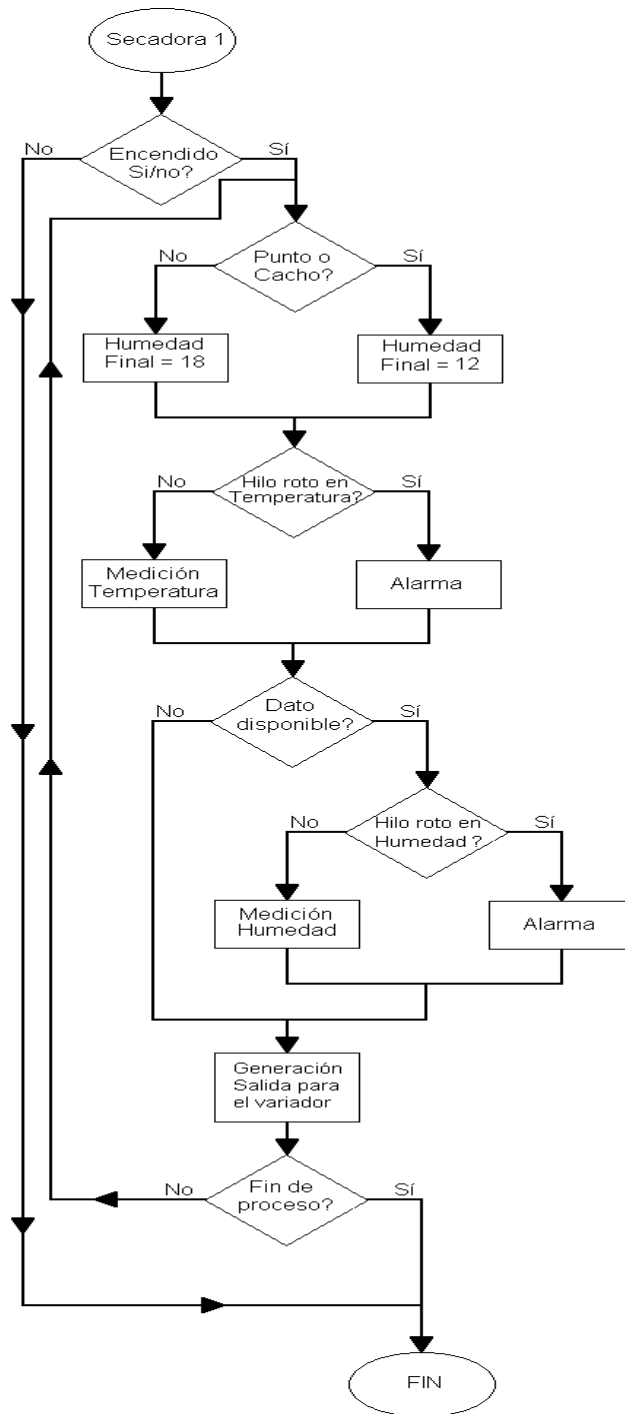 Secadora 1
No
Encendido
Sí
Si/no?
No
Punto o
Cacho?
Sí
Humedad
Final = 18
Humedad
Final = 12
No
Hilo roto en
Temperatura?
Sí
Medición
Temperatura
Alarma
No
Dato
disponible?
Sí
No
Hilo roto en
Humedad ?
Sí
Medición
Humedad
Alarma
Generación
Salida para
el variador
No
Fin de
proceso?
Sí
FIN